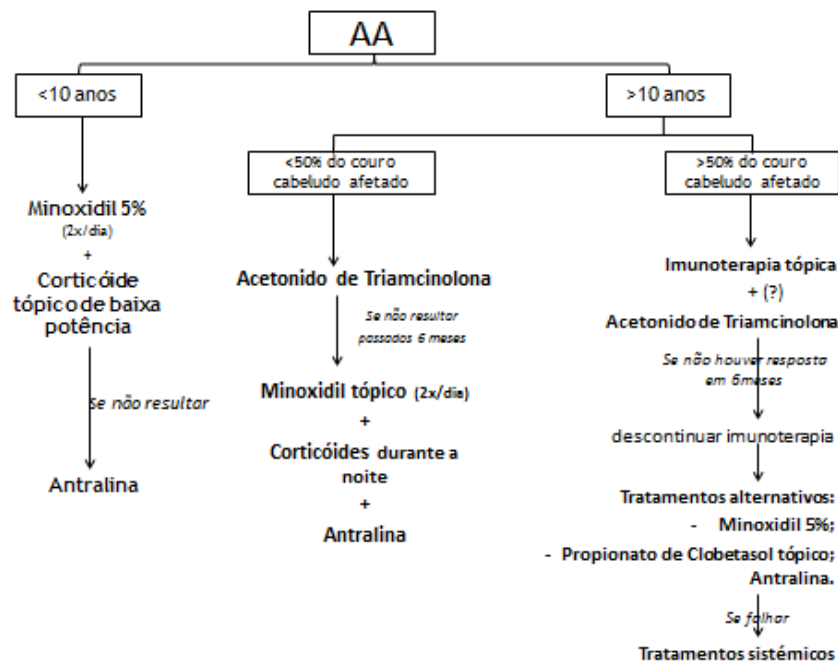 AA
<10 anos
>10 anos
<50% do couro
cabeludo afetado
>50% do couro
cabeludo afetado
Minoxidil 5%
(2x/dia)
+
Corticóide
tópico de baixa
potência
Se não resultar
Antralina
Acetonido de Triamcinolona
Se não resultar
passados 6 meses
Minoxidil tópico (2x/dia)
+
Corticóides durante a
noite
+
Antralina
Imunoterapia tópica
+ (?)
Acetonido de Triamcinolona
Se não houver resposta
em 6meses
descontinuar imunoterapia
Tratamentos alternativos:
- Minoxidil 5%;
- Propionato de Clobetasol tópico;
Antralina.
Se falhar
Tratamentos sistémicos